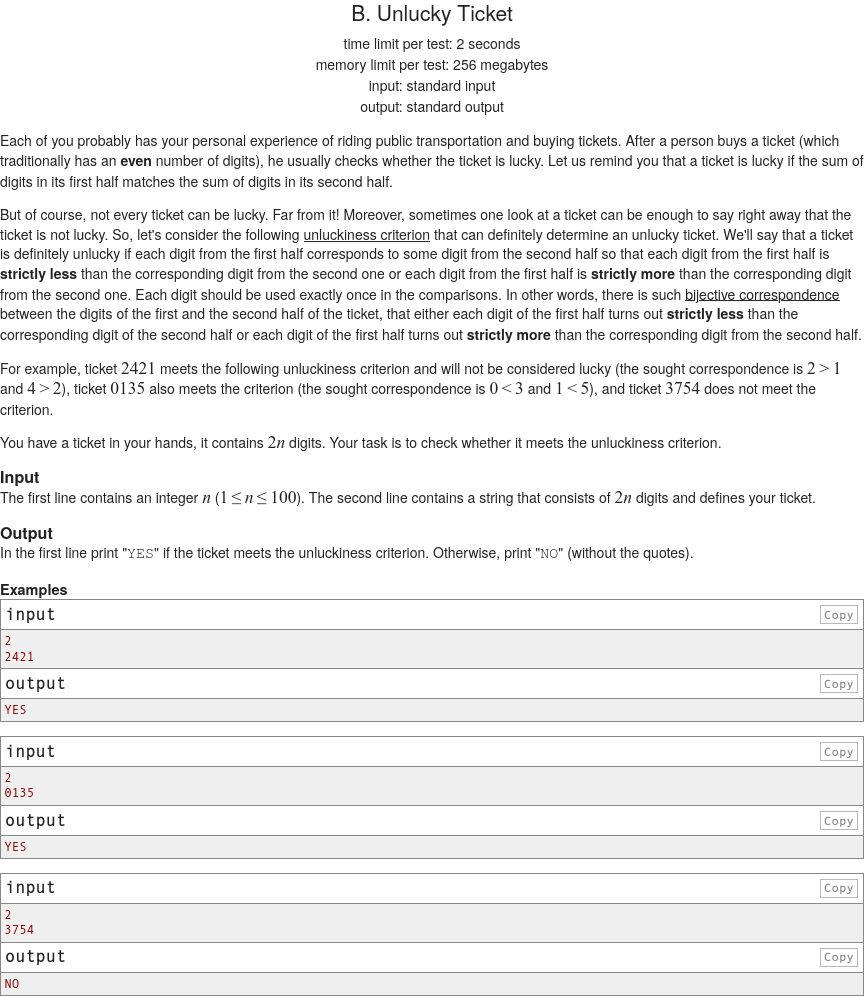 B. Unlucky Ticket
time limit per test: 2 seconds
memory limit per test: 256 megabytes
input: standard input
output: standard output
Each of you probably has your personal experience of riding public transportation and buying tickets. After a person buys a ticket (which
traditionally has an even number of digits), he usually checks whether the ticket is lucky. Let us remind you that a ticket is lucky if the sum of
digits in its first half matches the sum of digits in its second half.
But of course, not every ticket can be lucky. Far from it! Moreover, sometimes one look at a ticket can be enough to say right away that the
ticket is not lucky. So, let's consider the following unluckiness criterion that can definitely determine an unlucky ticket. We'll say that a ticket
is definitely unlucky if each digit from the first half corresponds to some digit from the second half so that each digit from the first half is
strictly less than the corresponding digit from the second one or each digit from the first half is strictly more than the corresponding digit
from the second one. Each digit should be used exactly once in the comparisons. In other words, there is such bijective correspondence
between the digits of the first and the second half of the ticket, that either each digit of the first half turns out strictly less than the
corresponding digit of the second half or each digit of the first half turns out strictly more than the corresponding digit from the second half.
For example, ticket 2421 meets the following unluckiness criterion and will not be considered lucky (the sought correspondence is 2 > 1
and 4 > 2), ticket 0135 also meets the criterion (the sought correspondence is 0 < 3 and 1 < 5), and ticket 3754 does not meet the
criterion.
You have a ticket in your hands, it contains 2n digits. Your task is to check whether it meets the unluckiness criterion.
Input
The first line contains an integer n (1 ≤ n ≤ 100). The second line contains a string that consists of 2n digits and defines your ticket.
Output
In the first line print "YES" if the ticket meets the unluckiness criterion. Otherwise, print "NO" (without the quotes).
Examples
input Copy
2
2421
output Copy
YES
input Copy
2
0135
output Copy
YES
input Copy
2
3754
output Copy
NO